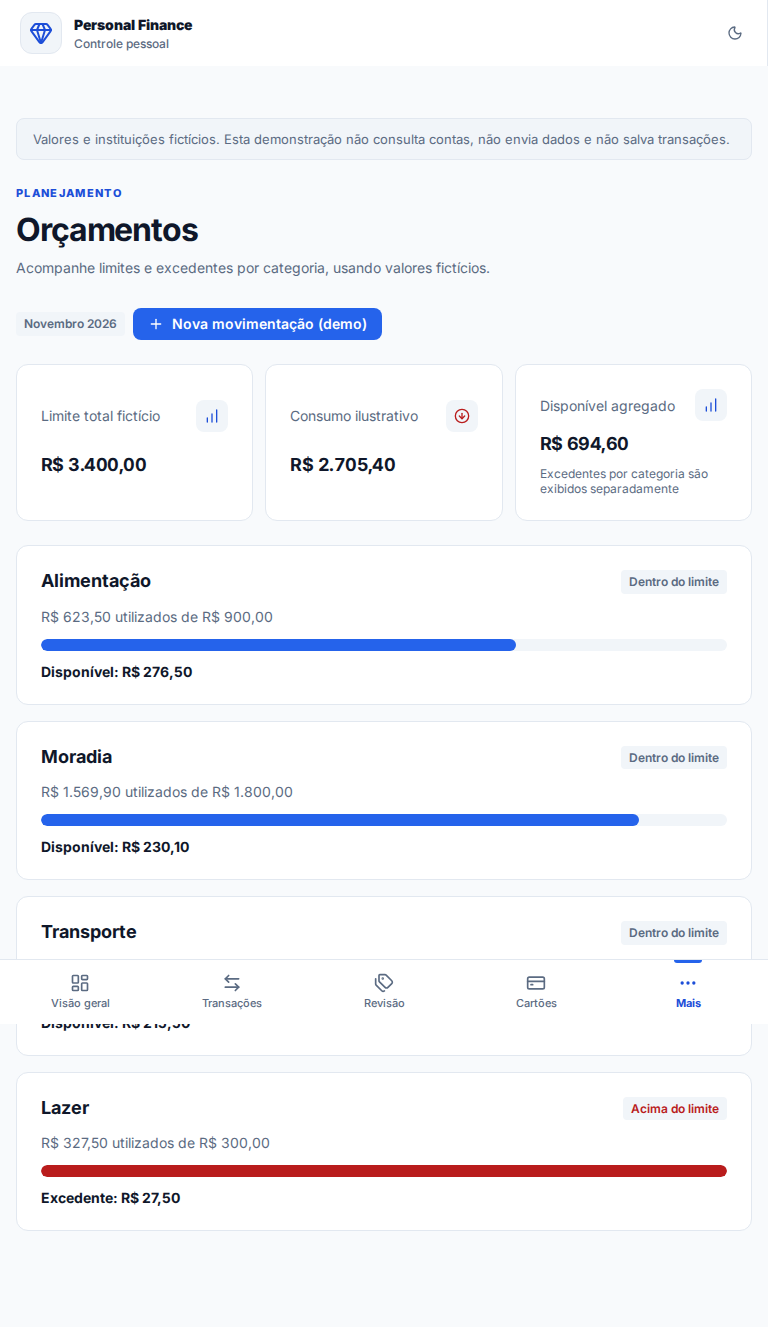 Personal Finance
Controle pessoal
Valores e instituições fictícios. Esta demonstração não consulta contas, não envia dados e não salva transações.
PLANEJAMENTO
Orçamentos
Acompanhe limites e excedentes por categoria, usando valores fictícios.
Novembro 2026
Nova movimentação (demo)
Limite total fictício
R$ 3.400,00
Consumo ilustrativo
R$ 2.705,40
Disponível agregado
R$ 694,60
Excedentes por categoria são
exibidos separadamente
Alimentação
Dentro do limite
R$ 623,50 utilizados de R$ 900,00
Disponível: R$ 276,50
Moradia
Dentro do limite
R$ 1.569,90 utilizados de R$ 1.800,00
Disponível: R$ 230,10
Transporte
Dentro do limite
Visão geral
Transações
Revisão
Cartões
Mais
Disponível: R$
Lazer
Acima do limite
R$ 327,50 utilizados de R$ 300,00
Excedente: R$ 27,50